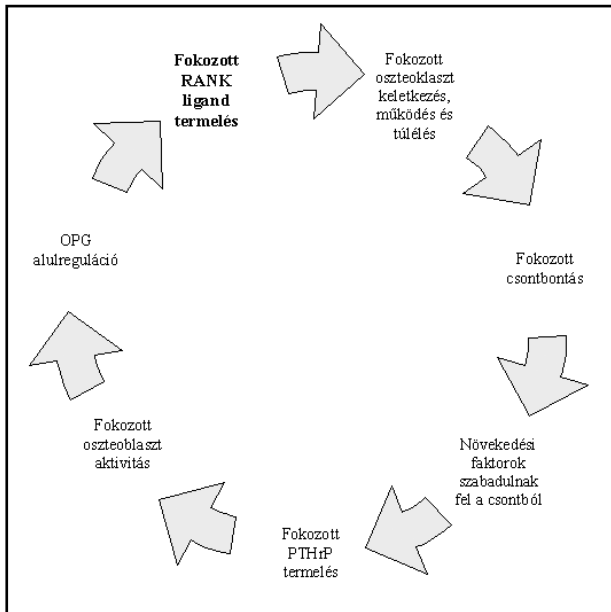 Fokozott
RANK
ligand
termelés
Fokozott
oszteoklaszt
keletkezés,
működés és
túlélés
Fokozott
csontbontás
Növekedési
faktorok
szabadulnak
fel a csontból
Fokozott
PTHrP
termelés
Fokozott
oszteoblaszt
aktivitás
OPG
alulreguláció